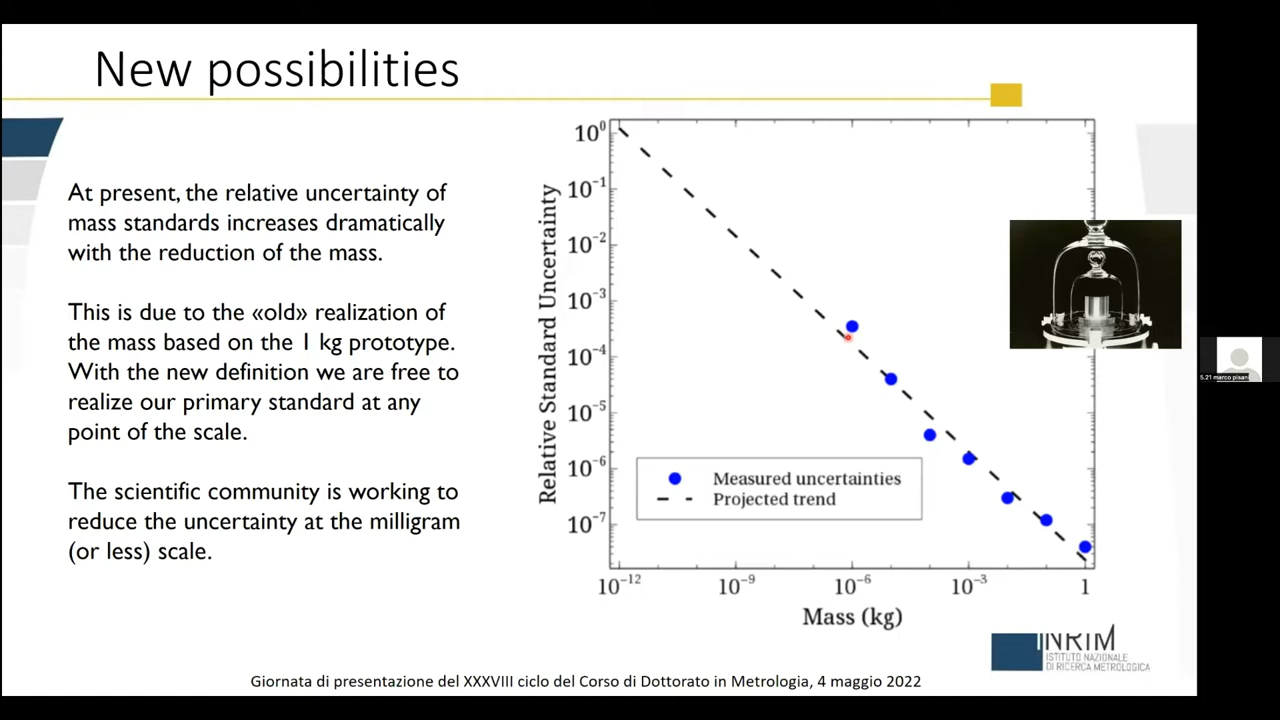 New possibilities
At present, the relative uncertainty of
mass standards increases dramatically
with the reduction of the mass.
This is due to the «old» realization of
the mass based on the 1 kg prototype.
With the new definition we are free to
realize our primary standard at any
point of the scale.
The scientific community is working to
reduce the uncertainty at the milligram
(or less) scale.
Relative Standard Uncertainty
10⁰
10⁻¹
10⁻²
10⁻³
10⁻⁴
10⁻⁵
10⁻⁶
10⁻⁷
Measured uncertainties
Projected trend
10⁻¹²
10⁻⁹
10⁻⁶
10⁻³
1
Mass (kg)
INRIM
ISTITUTO NAZIONALE
DI RICERCA METROLOGICA
Giornata di presentazione del XXXVIII ciclo del Corso di Dottorato in Metrologia, 4 maggio 2022